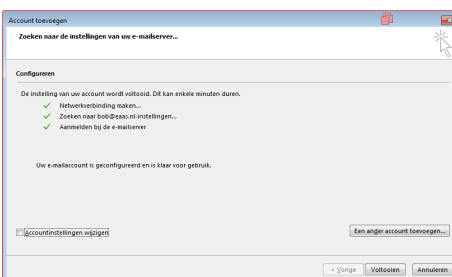 Account toevoegen
Zoeken naar de instellingen van uw e-mailserver...
Configureren
De instelling van uw account wordt voltooid. Dit kan enkele minuten duren.
Netwerkverbinding maken...
Zoeken naar bob@eaas.nl-instellingen...
Aanmelden bij de e-mailserver
Uw e-mailaccount is geconfigureerd en is klaar voor gebruik.
Accountinstellingen wijzigen
Een ander account toevoegen...
< Vorige
Voltooien
Annuleren